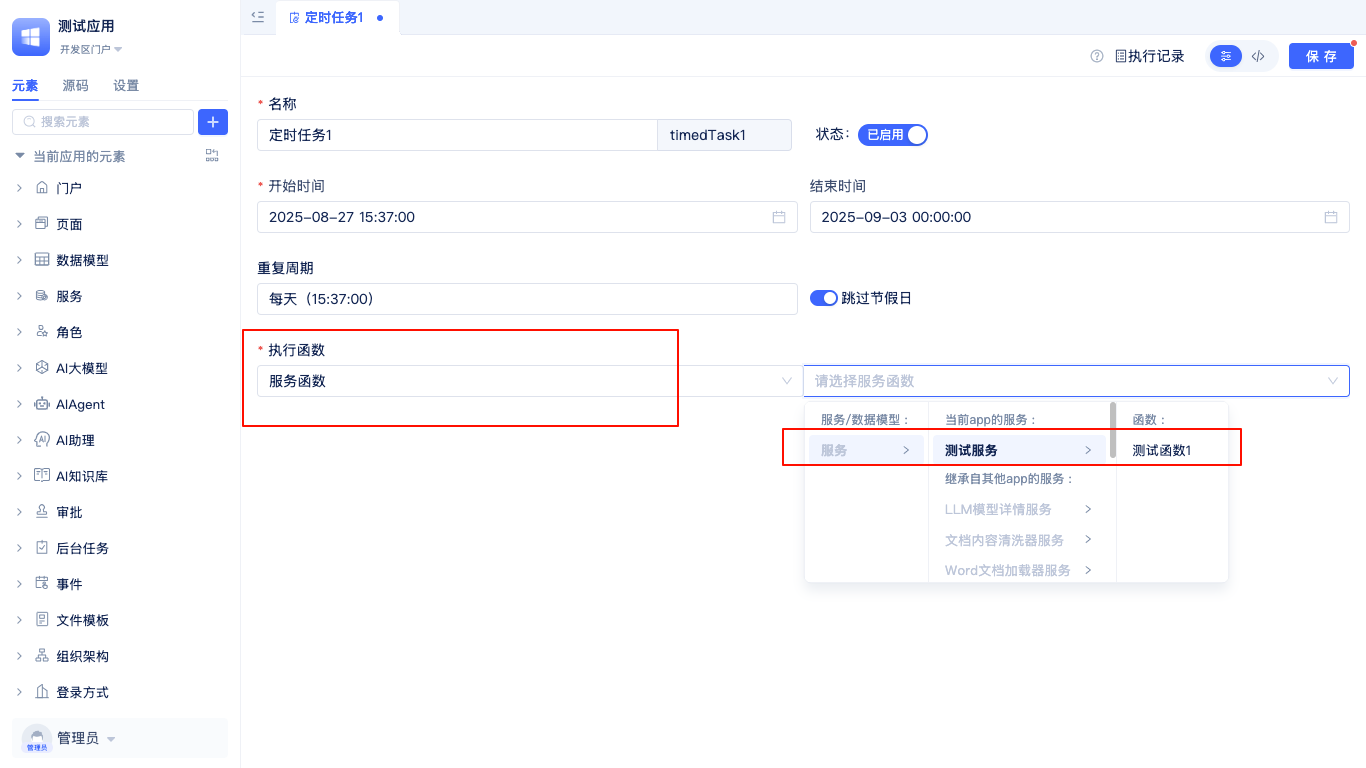 测试应用
开发区门户
元素 源码 设置
搜索元素
当前应用的元素
门户
页面
数据模型
服务
角色
AI大模型
AIAgent
AI助理
AI知识库
审批
后台任务
事件
文件模板
组织架构
登录方式
管理员
管理员
定时任务1
执行记录
保存
* 名称
定时任务1 timedTask1 状态: 已启用
* 开始时间 结束时间
2025-08-27 15:37:00 2025-09-03 00:00:00
重复周期
每天（15:37:00） 跳过节假日
* 执行函数
服务函数 请选择服务函数
服务/数据模型： 当前app的服务： 函数：
服务 测试服务 测试函数1
继承自其他app的服务：
LLM模型详情服务
文档内容清洗器服务
Word文档加载器服务